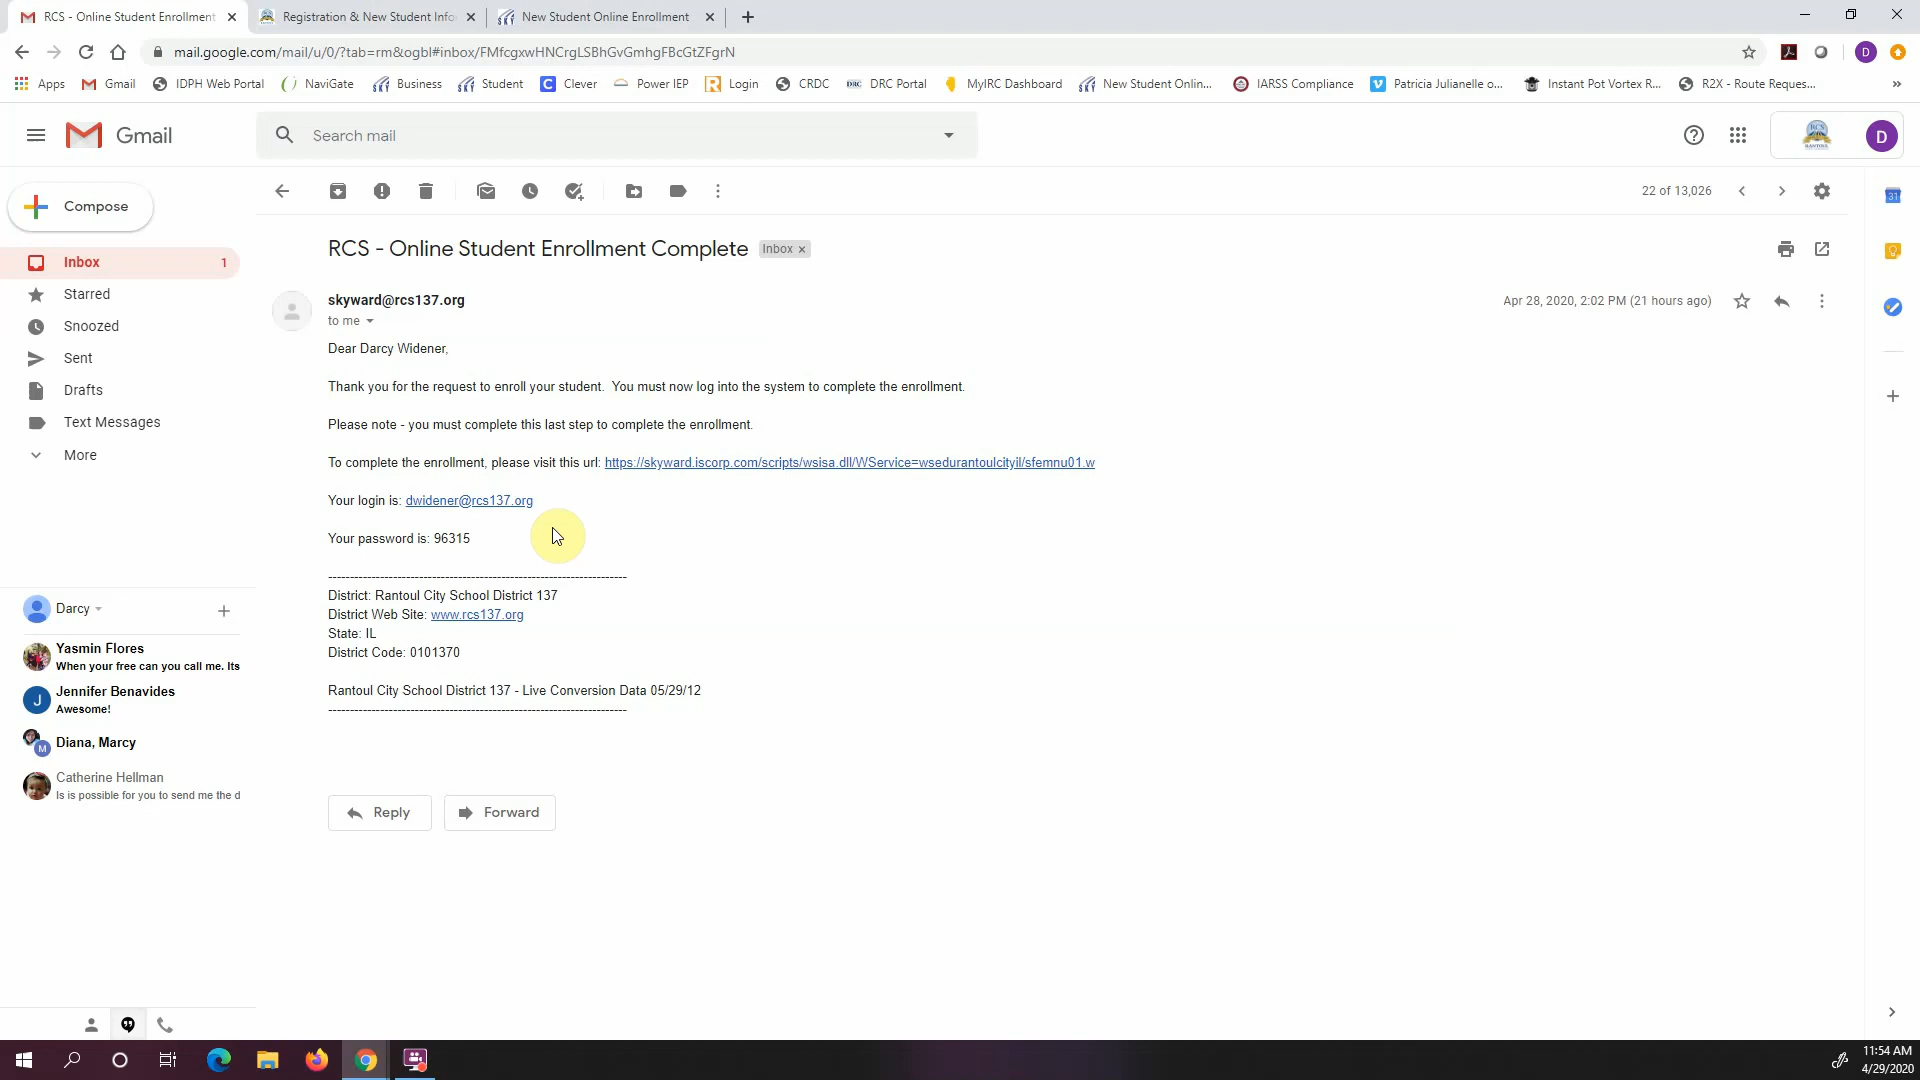 RCS - Online Student Enrollment
Registration & New Student Info
New Student Online Enrollment
mail.google.com/mail/u/0/?tab=rm&ogbl#inbox/FMfcgxwHNCrgLSBhGvGmhgFBcGtZFgrN
D
Apps
Gmail
IDPH Web Portal
NaviGate
Business
Student
Clever
Power IEP
Login
CRDC
DRC Portal
MyIRC Dashboard
New Student Onlin...
IARSS Compliance
Patricia Julianelle o...
Instant Pot Vortex R...
R2X - Route Reques...
»
Gmail
Search mail
D
22 of 13,026
Compose
Inbox 1
Starred
Snoozed
Sent
Drafts
Text Messages
More
RCS - Online Student Enrollment Complete
Inbox x
skyward@rcs137.org
Apr 28, 2020, 2:02 PM (21 hours ago)
to me
Dear Darcy Widener,
Thank you for the request to enroll your student.  You must now log into the system to complete the enrollment.
Please note - you must complete this last step to complete the enrollment.
To complete the enrollment, please visit this url: https://skyward.iscorp.com/scripts/wsisa.dll/WService=wsedurantoulcityil/sfemnu01.w
Your login is: dwidener@rcs137.org
Your password is: 96315
---------------------------------------------------------------------
District: Rantoul City School District 137
District Web Site: www.rcs137.org
State: IL
District Code: 0101370
Rantoul City School District 137 - Live Conversion Data 05/29/12
---------------------------------------------------------------------
Reply
Forward
Darcy
Yasmin Flores
When your free can you call me. Its
J
Jennifer Benavides
Awesome!
M
Diana, Marcy
Catherine Hellman
Is is possible for you to send me the d
31
11:54 AM
4/29/2020